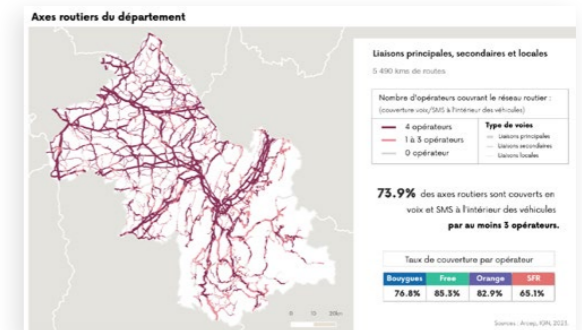 Axes routiers du département
Liaisons principales, secondaires et locales
5 490 kms de routes
Nombre d'opérateurs couvrant le réseau routier :
(couverture voix/SMS à l'intérieur des véhicules)
4 opérateurs
1 à 3 opérateurs
0 opérateur
Type de voies
Liaisons principales
Liaisons secondaires
Liaisons locales
73.9% des axes routiers sont couverts en
voix et SMS à l'intérieur des véhicules
par au moins 3 opérateurs.
Taux de couverture par opérateur
Bouygues Free Orange SFR
76.8% 85.3% 82.9% 65.1%
0 10 20km
Sources : Arcep, IGN, 2023.